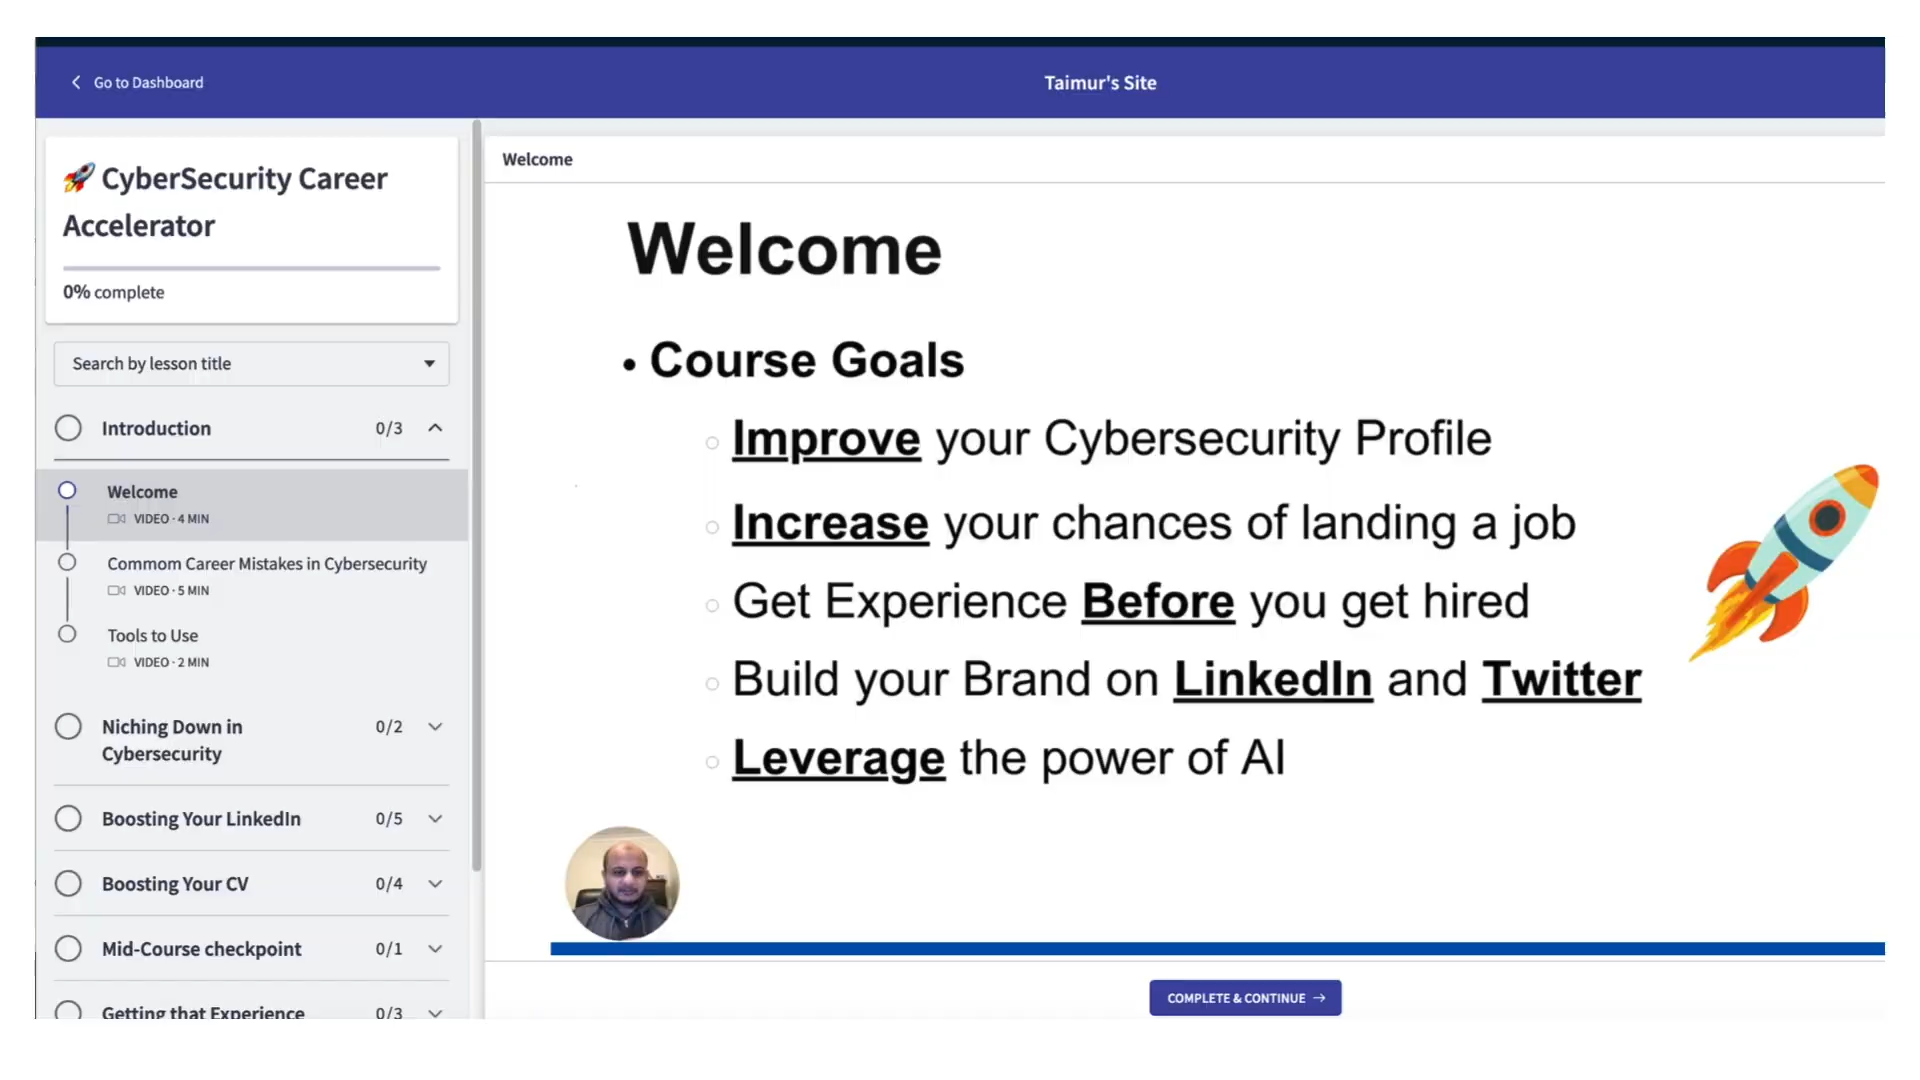 Go to Dashboard
Taimur's Site
CyberSecurity Career
Accelerator
0% complete
Search by lesson title
Introduction 0/3
Welcome
VIDEO · 4 MIN
Commom Career Mistakes in Cybersecurity
VIDEO · 5 MIN
Tools to Use
VIDEO · 2 MIN
Niching Down in 0/2
Cybersecurity
Boosting Your LinkedIn 0/5
Boosting Your CV 0/4
Mid-Course checkpoint 0/1
Getting that Experience 0/3
Welcome
Welcome
• Course Goals
○ Improve your Cybersecurity Profile
○ Increase your chances of landing a job
○ Get Experience Before you get hired
○ Build your Brand on LinkedIn and Twitter
○ Leverage the power of AI
COMPLETE & CONTINUE →